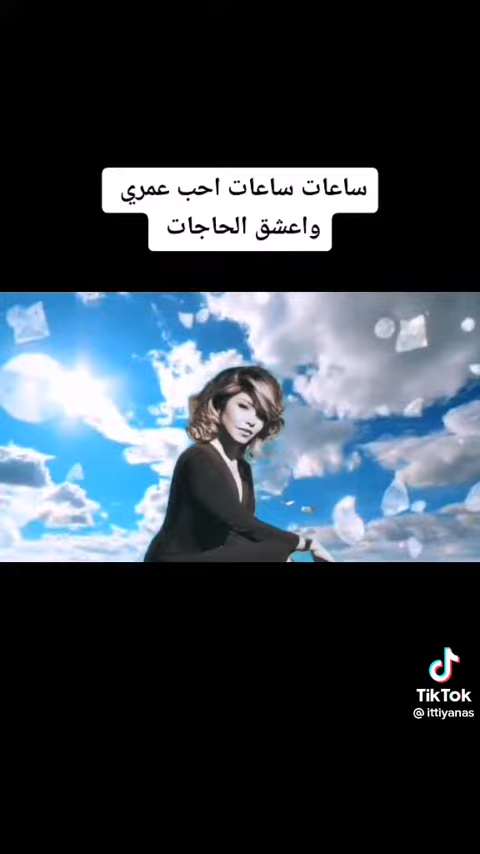 ساعات ساعات احب عمري
واعشق الحاجات
TikTok
@ ittiyanas